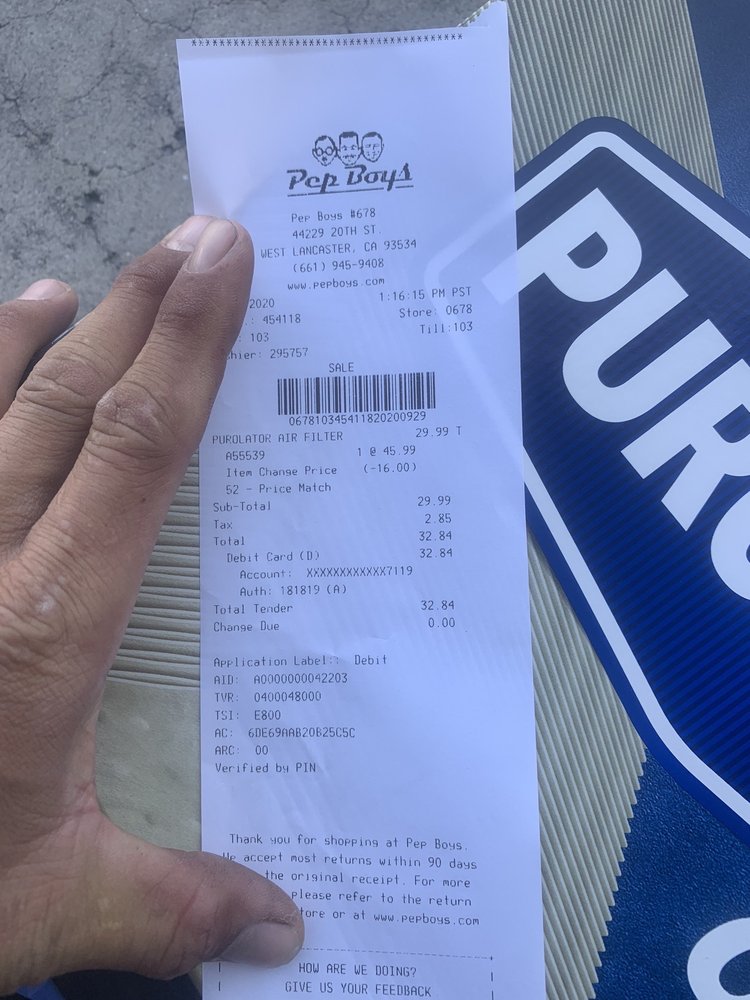 Pep Boys
Pep Boys #678
44229 20TH ST.
WEST LANCASTER, CA 93534
(661) 945-9408
www.pepboys.com
2020 1:16:15 PM PST
: 454118 Store: 0678
: 103 Till:103
hier: 295757
SALE
067810345411820200929
PUROLATOR AIR FILTER 29.99 T
A55539 1 @ 45.99
Item Change Price (-16.00)
52 - Price Match
Sub-Total 29.99
Tax 2.85
Total 32.84
Debit Card (D) 32.84
Account: XXXXXXXXXXXX7119
Auth: 181819 (A)
Total Tender 32.84
Change Due 0.00
Application Label:: Debit
AID: A0000000042203
TVR: 0400048000
TSI: E800
AC: 6DE69AAB20B25C5C
ARC: 00
Verified by PIN
Thank you for shopping at Pep Boys.
We accept most returns within 90 days
the original receipt. For more
please refer to the return
tore or at www.pepboys.com
HOW ARE WE DOING?
GIVE US YOUR FEEDBACK
PURO